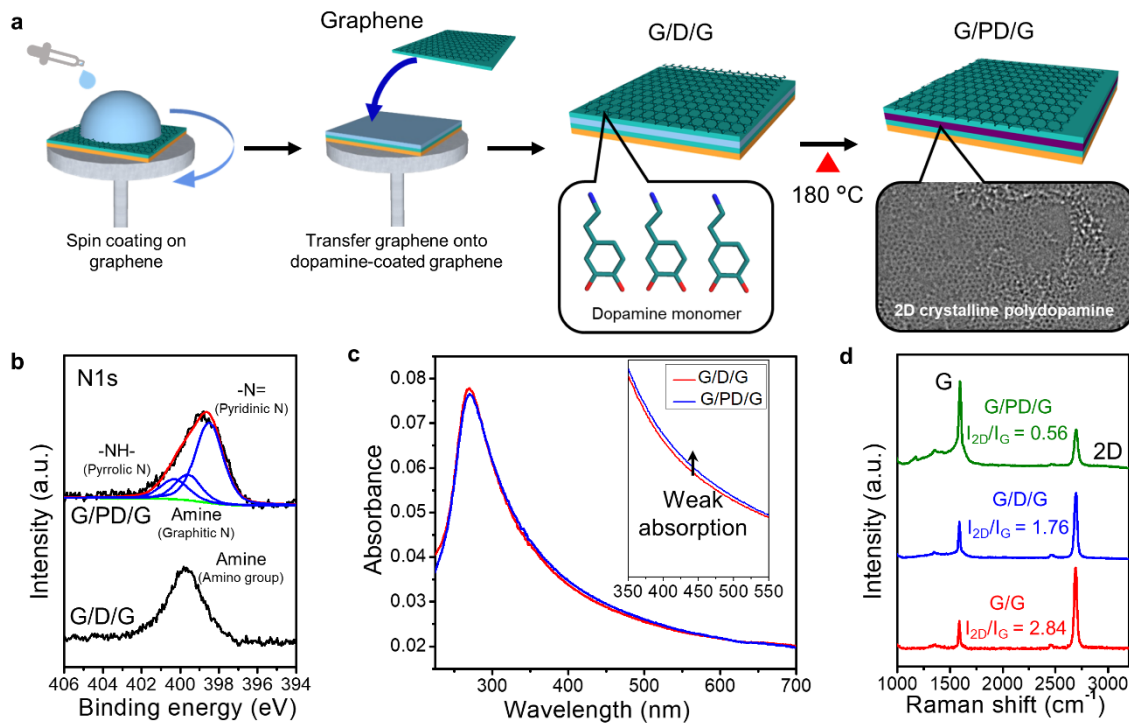 a
Graphene
G/D/G
G/PD/G
180 °C
Spin coating on
graphene
Transfer graphene onto
dopamine-coated graphene
Dopamine monomer
2D crystalline polydopamine
b
N1s
-N=
(Pyridinic N)
-NH-
(Pyrrolic N)
G/PD/G
Amine
(Graphitic N)
Amine
(Amino group)
G/D/G
Intensity (a.u.)
406 404 402 400 398 396 394
Binding energy (eV)
c
0.08
0.07
0.06
0.05
0.04
0.03
0.02
Absorbance
300 400 500 600 700
Wavelength (nm)
G/D/G
G/PD/G
Weak
absorption
350 400 450 500 550
d
G
G/PD/G
I2D/IG = 0.56
2D
G/D/G
I2D/IG = 1.76
G/G
I2D/IG = 2.84
Intensity (a.u.)
1000 1500 2000 2500 3000
Raman shift (cm-1)